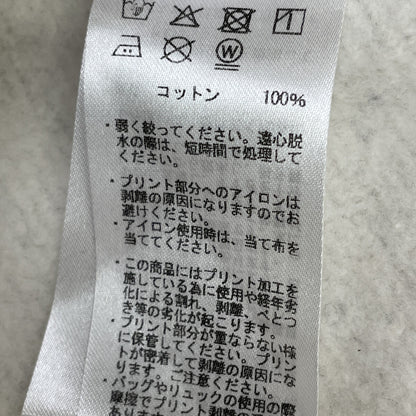 W
コットン 100%
・弱く絞ってください。遠心脱
水の際は、短時間で処理して
ください。
・プリント部分へのアイロンは
剥離の原因になりますのでお
避けください。
・アイロン使用時は、当て布を
当ててください。
・この商品にはプリント加工を
施している為に使用や経年劣
化による割れ、剥離、べとつ
き等の劣化が起こります。
・プリント部分が重ならない様
に保管してください。プリン
トが密着して剥離の原因になり
ます。ご注意ください。
・バッグやリュックの使用の際
摩擦でプリント剥離の